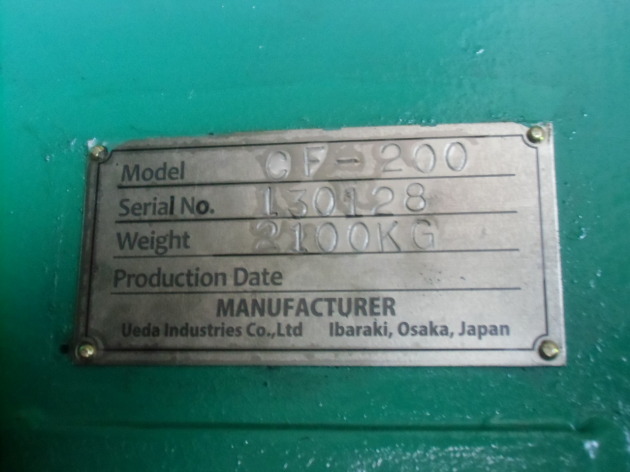 Model CF-200
Serial No. 130128
Weight 2100KG
Production Date
MANUFACTURER
Ueda Industries Co.,Ltd Ibaraki, Osaka, Japan